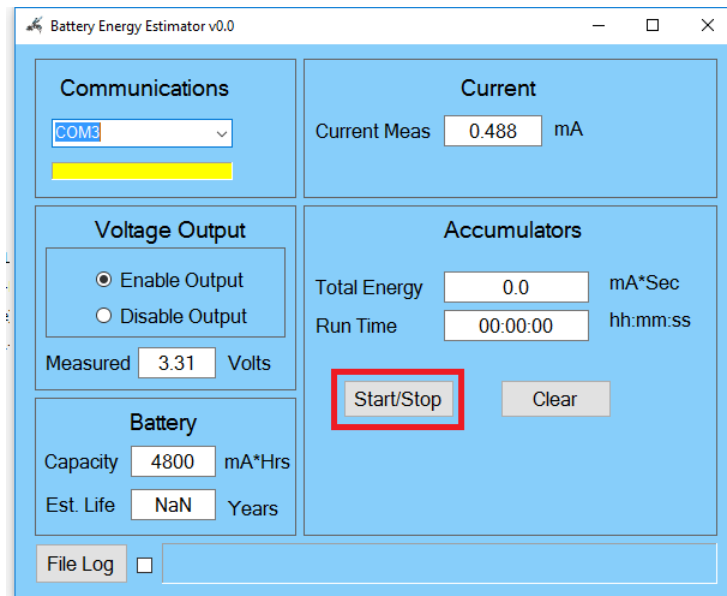 Battery Energy Estimator v0.0
Communications
COM3
Current
Current Meas 0.488 mA
Voltage Output
Enable Output
Disable Output
Measured 3.31 Volts
Accumulators
Total Energy 0.0 mA*Sec
Run Time 00:00:00 hh:mm:ss
Start/Stop Clear
Battery
Capacity 4800 mA*Hrs
Est. Life NaN Years
File Log